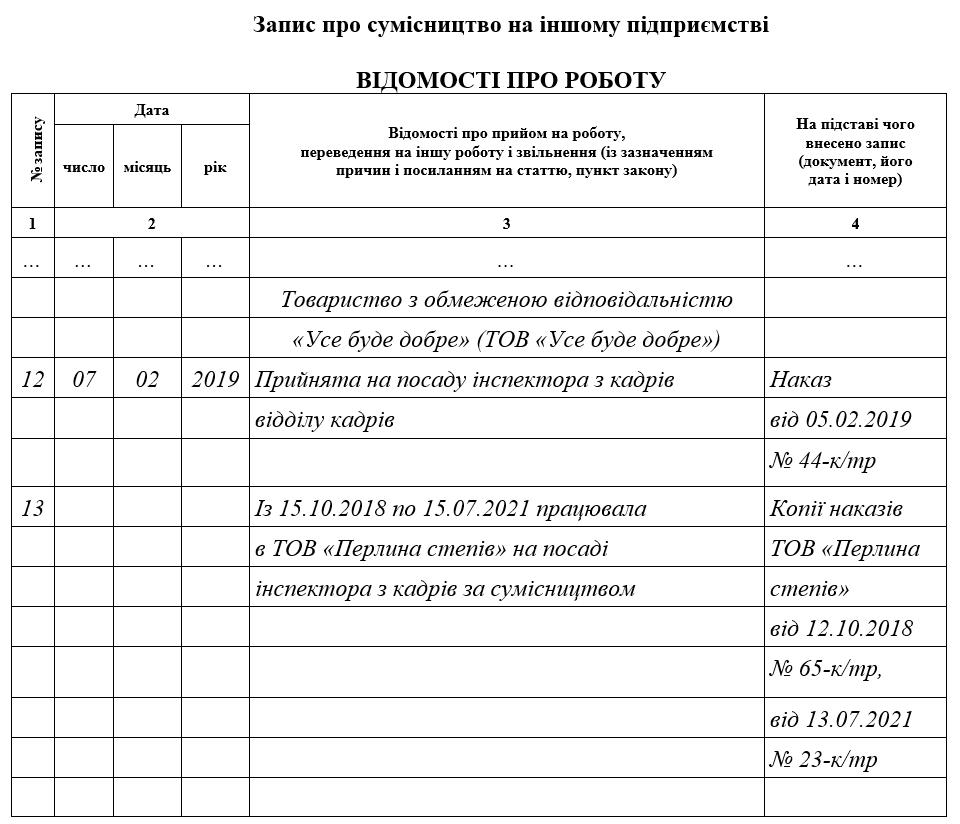 Запис про сумісництво на іншому підприємстві
ВІДОМОСТІ ПРО РОБОТУ
№ запису
Дата
число місяць рік
Відомості про прийом на роботу,
переведення на іншу роботу і звільнення (із зазначенням
причин і посиланням на статтю, пункт закону)
На підставі чого
внесено запис
(документ, його
дата і номер)
1 2 3 4
... ... ... ... ... ...
Товариство з обмеженою відповідальністю
«Усе буде добре» (ТОВ «Усе буде добре»)
12 07 02 2019 Прийнята на посаду інспектора з кадрів Наказ
відділу кадрів від 05.02.2019
№ 44-к/тр
13 Із 15.10.2018 по 15.07.2021 працювала Копії наказів
в ТОВ «Перлина степів» на посаді ТОВ «Перлина
інспектора з кадрів за сумісництвом степів»
від 12.10.2018
№ 65-к/тр,
від 13.07.2021
№ 23-к/тр